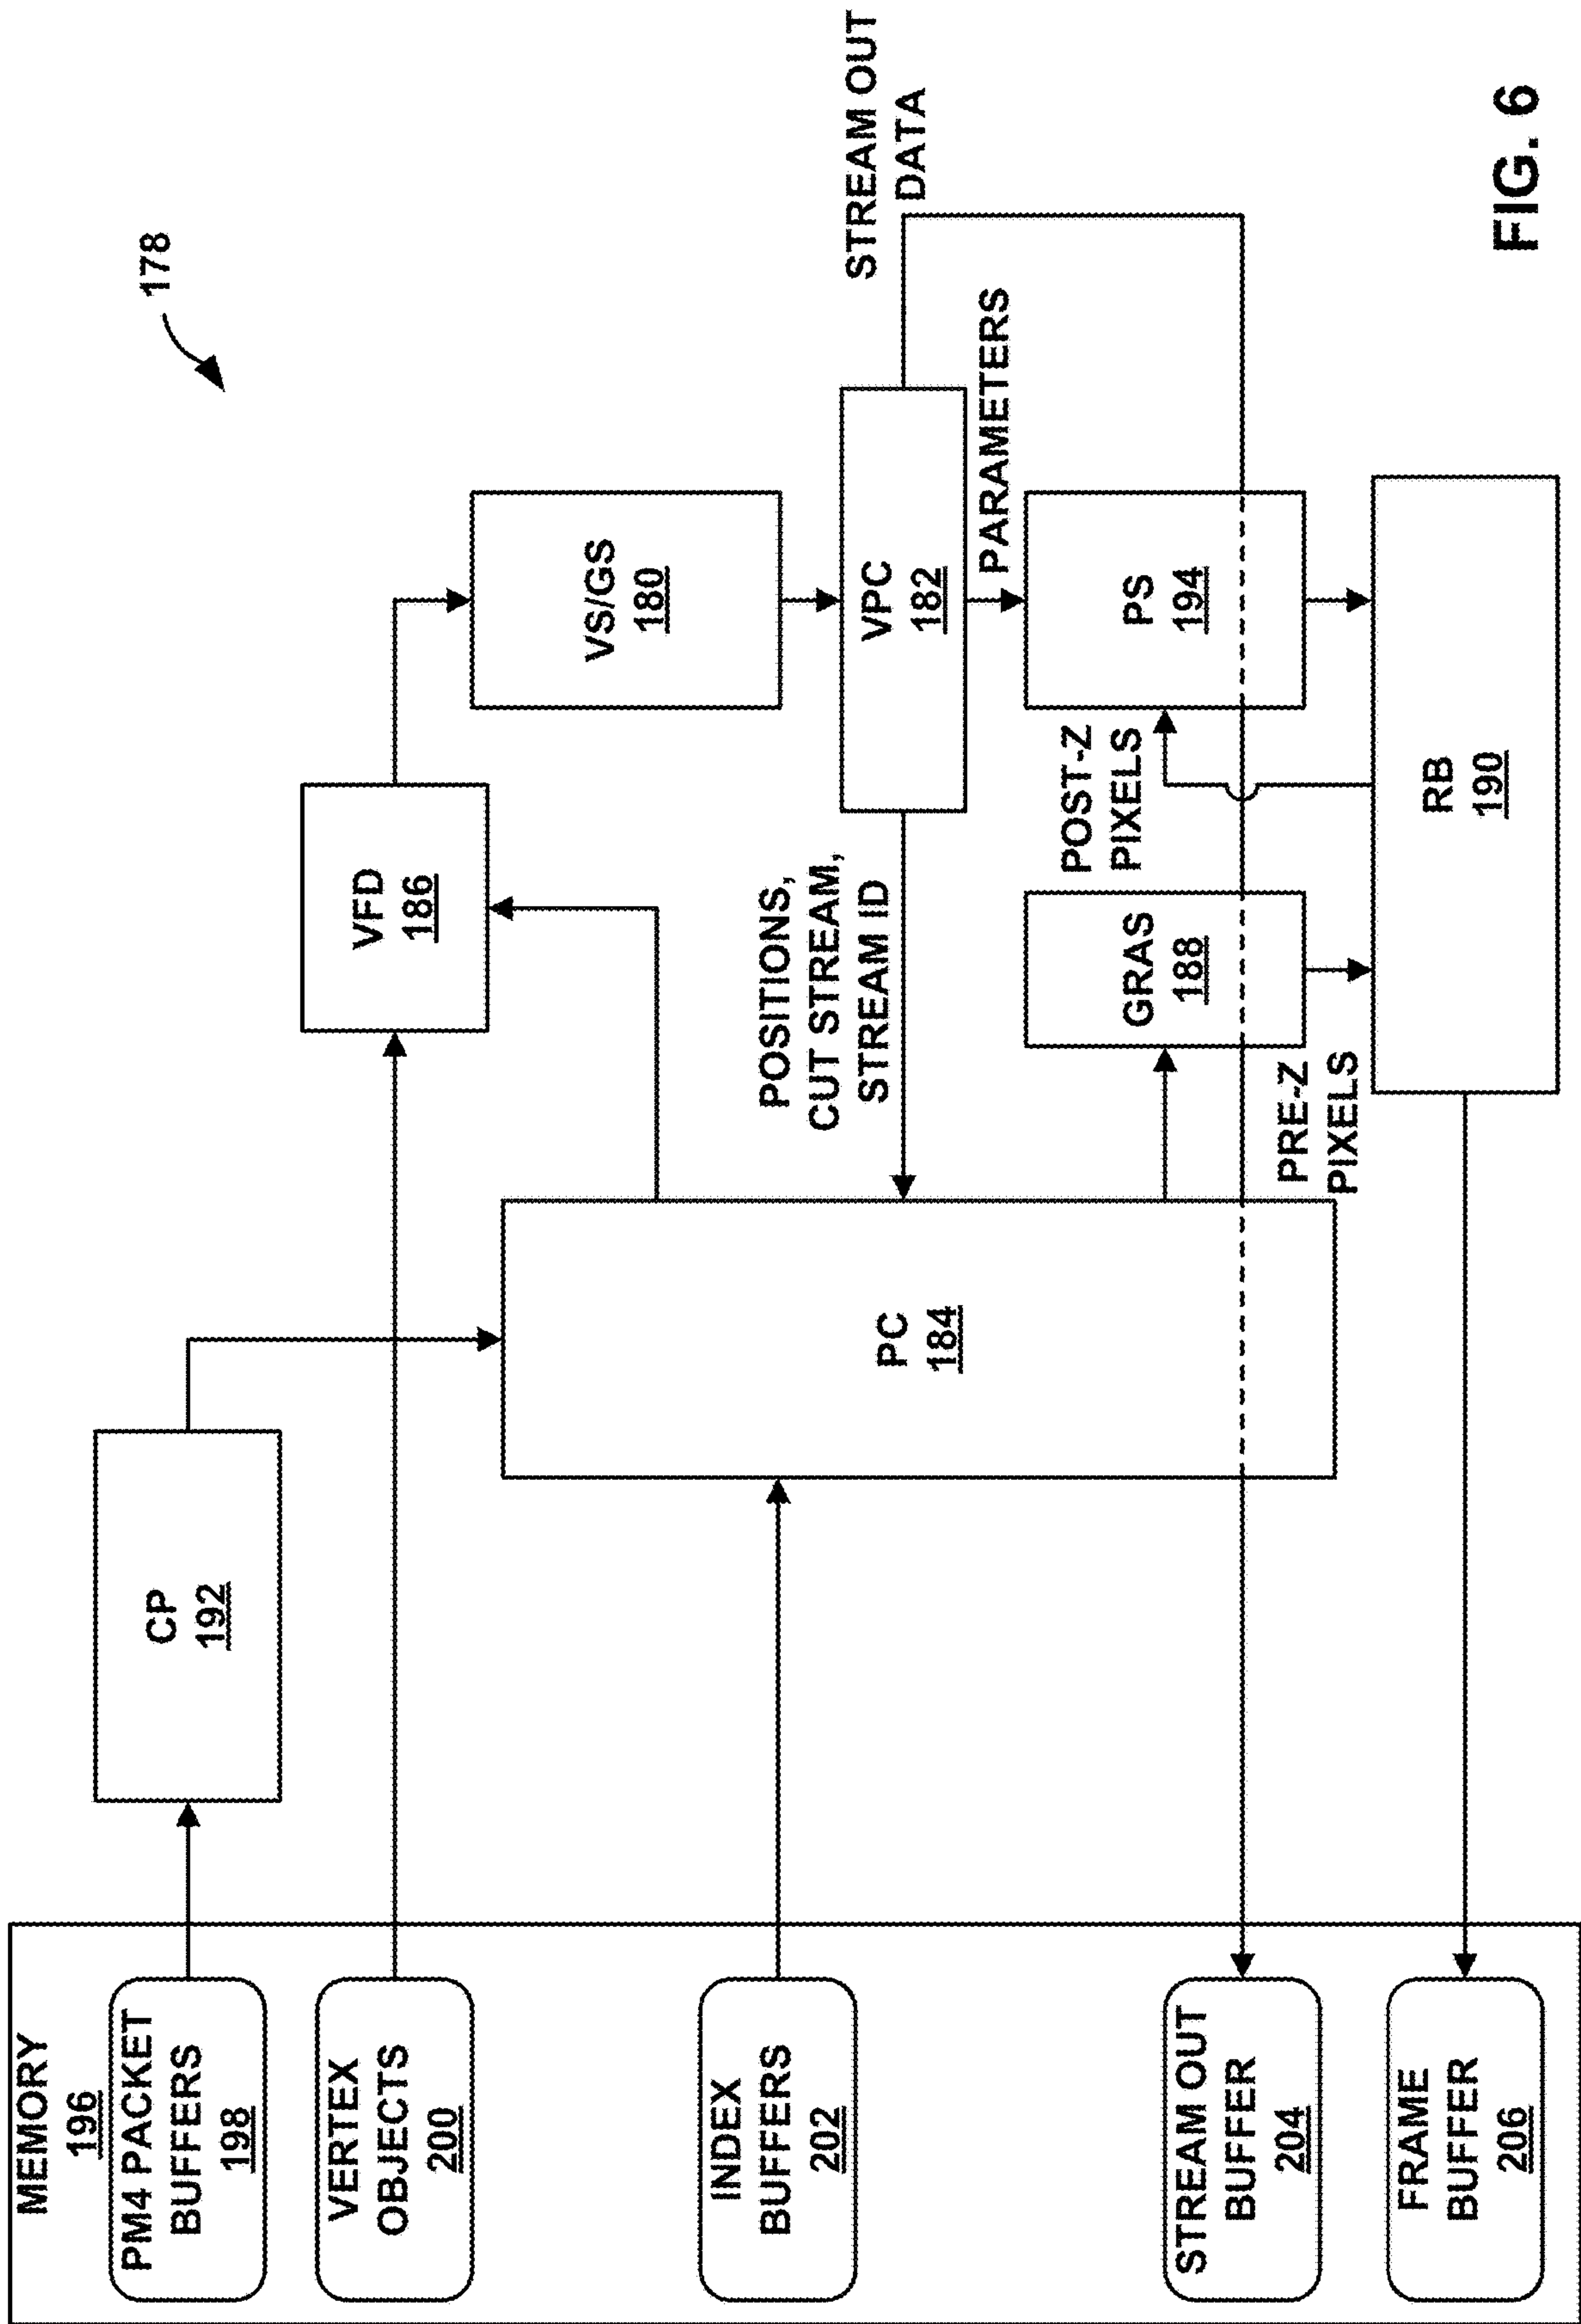 178
MEMORY
196
PM4 PACKET
BUFFERS
198
CP
192
VERTEX
OBJECTS
200
VFD
186
VS/GS
180
INDEX
BUFFERS
202
PC
184
POSITIONS,
CUT STREAM,
STREAM ID
VPC
182
STREAM OUT
DATA
PARAMETERS
GRAS
188
POST-Z
PIXELS
PS
194
STREAM OUT
BUFFER
204
PRE-Z
PIXELS
RB
190
FRAME
BUFFER
206
FIG. 6